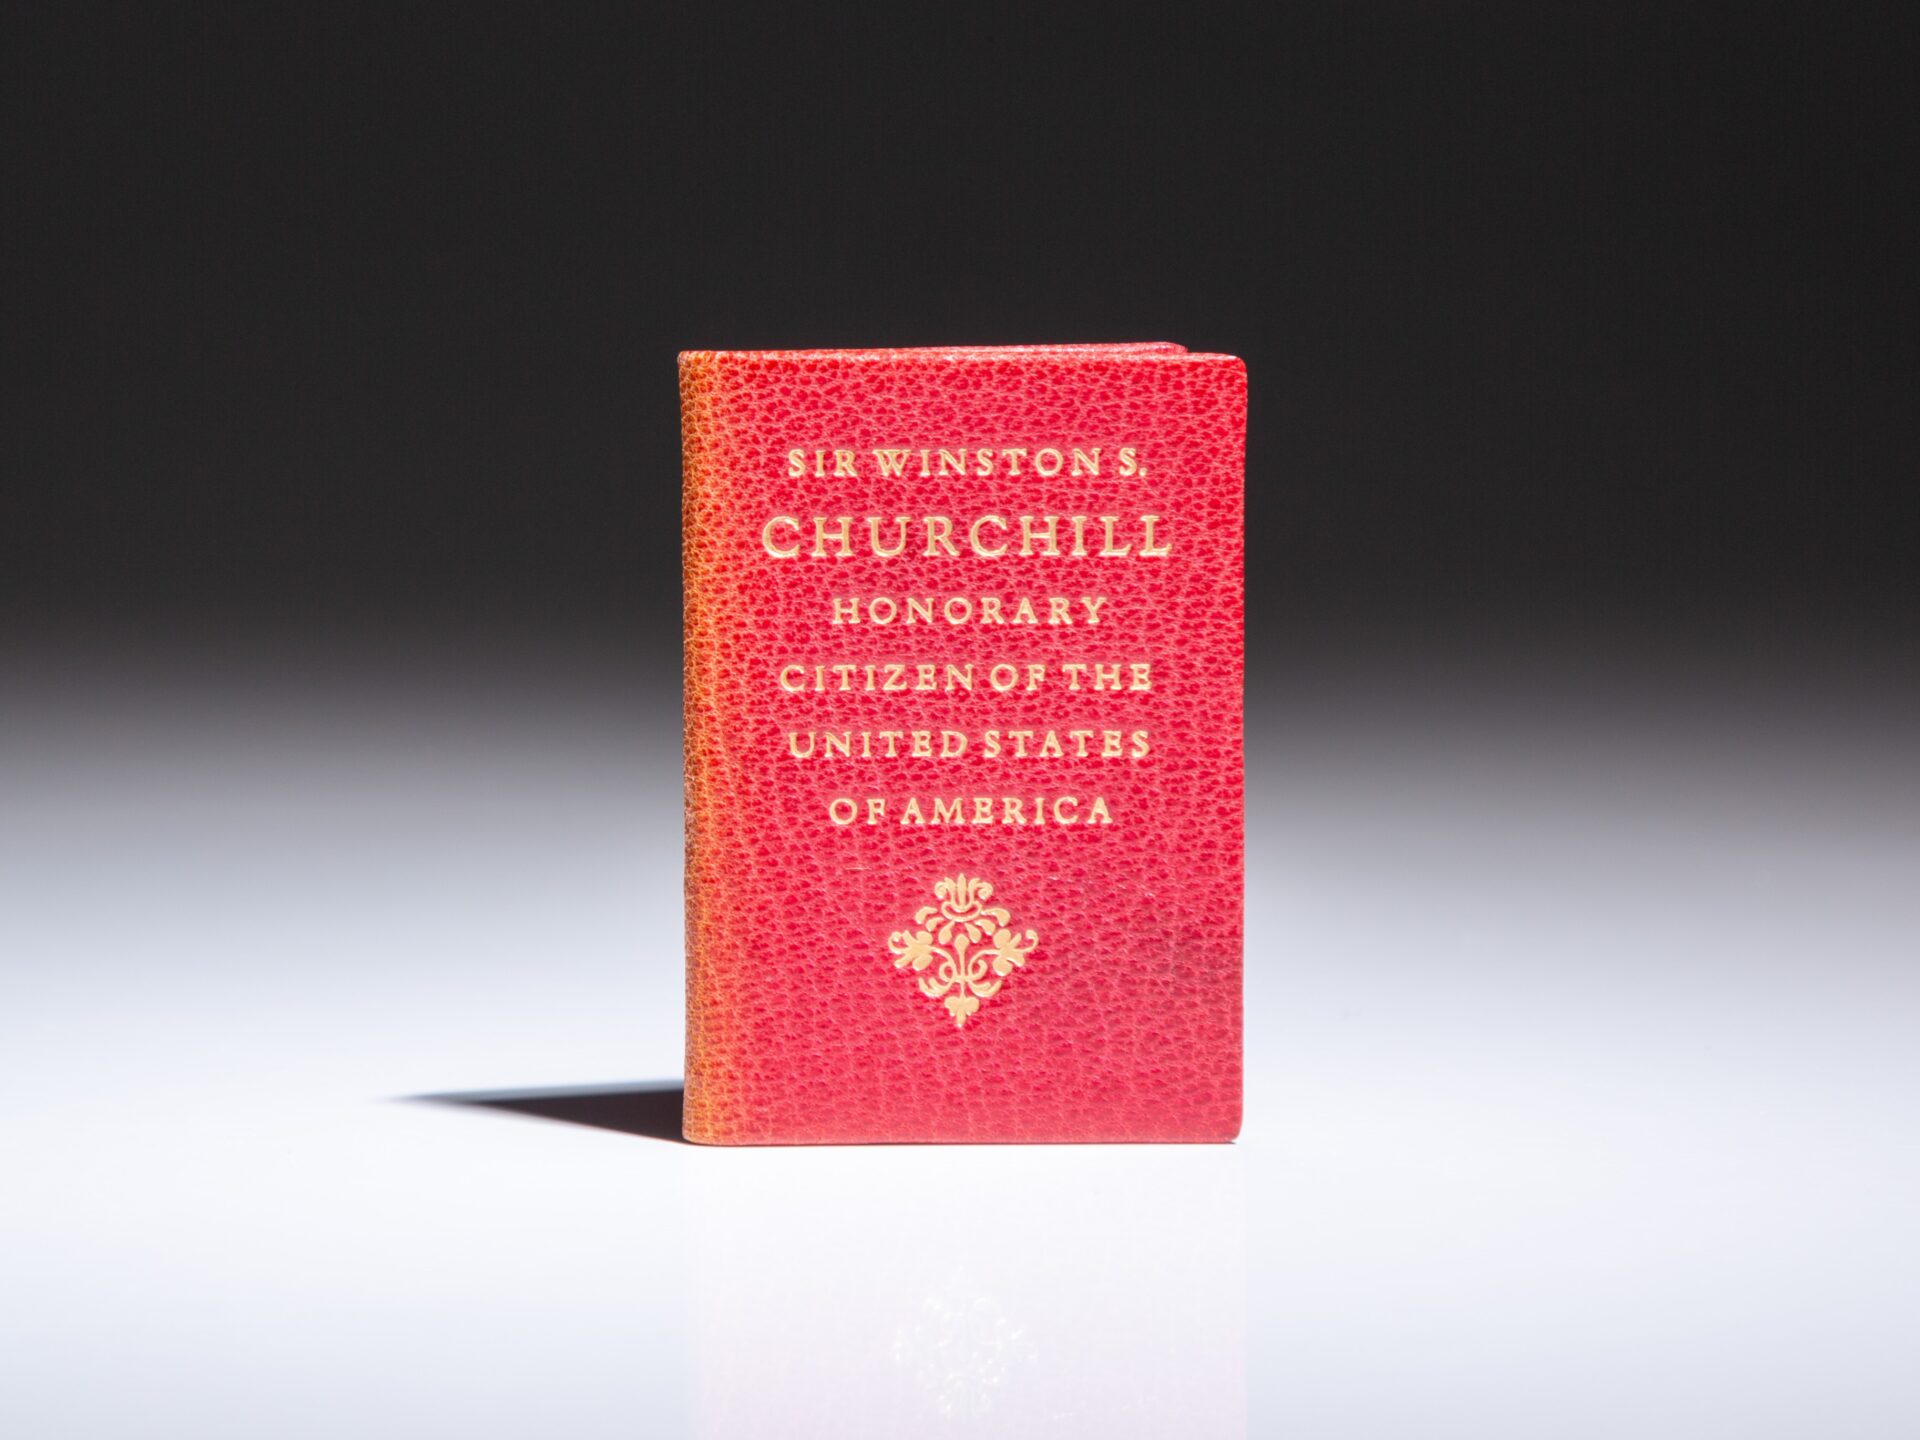 SIR WINSTON S.
CHURCHILL
HONORARY
CITIZEN OF THE
UNITED STATES
OF AMERICA